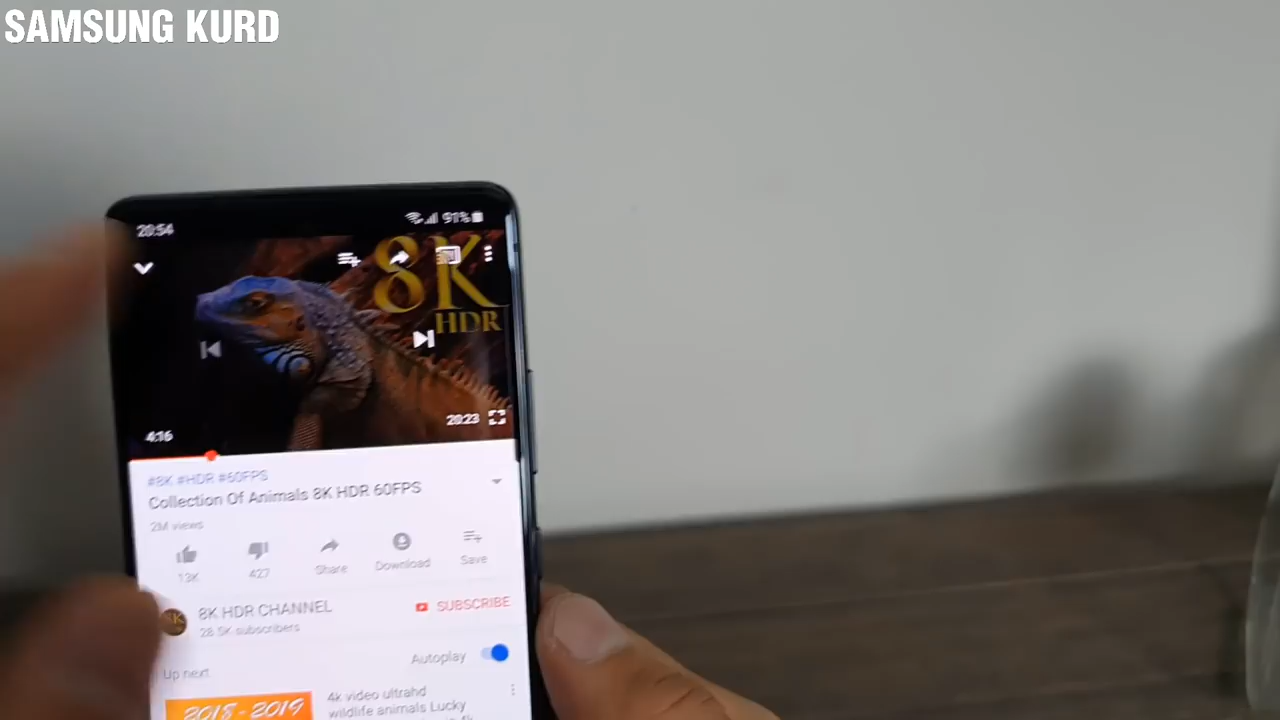 SAMSUNG KURD
20:54
91%
8K
HDR
4:16
20:23
#8K #HDR #60FPS
Collection Of Animals 8K HDR 60FPS
2M views
13K
427
Share
Download
Save
8K HDR CHANNEL
SUBSCRIBE
28.5K subscribers
Autoplay
Up next
2018-2019
4k video ultrahd
wildlife animals Lucky